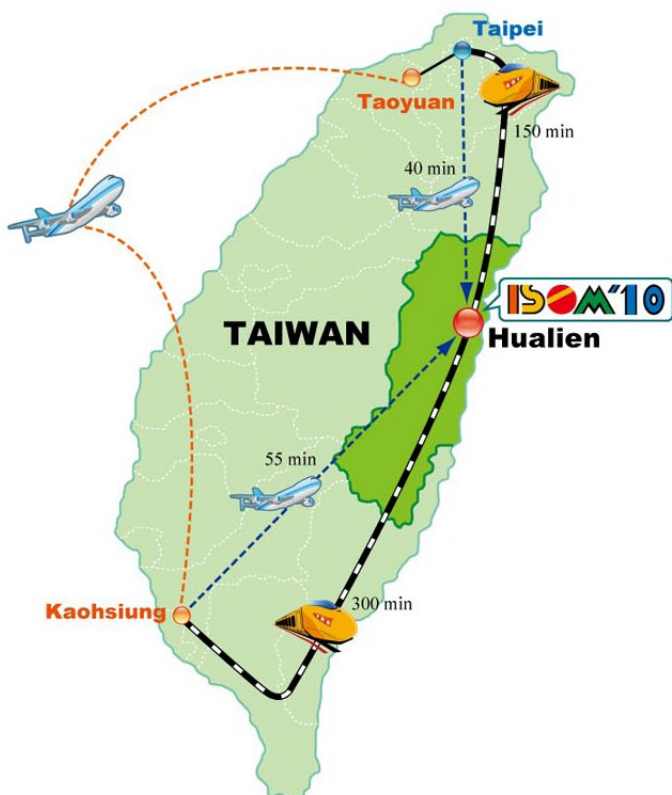 Taipei
Taoyuan
150 min
40 min
ISOM'10
TAIWAN
Hualien
55 min
Kaohsiung
300 min